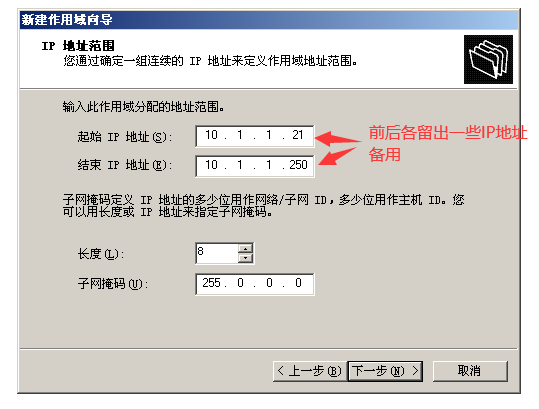 新建作用域向导
IP 地址范围
您通过确定一组连续的 IP 地址来定义作用域地址范围。
输入此作用域分配的地址范围。
起始 IP 地址(S): 10 . 1 . 1 . 21
前后各留出一些IP地址
备用
结束 IP 地址(E): 10 . 1 . 1 .250
子网掩码定义 IP 地址的多少位用作网络/子网 ID，多少位用作主机 ID。您
可以用长度或 IP 地址来指定子网掩码。
长度(L): 8
子网掩码(U): 255 . 0 . 0 . 0
< 上一步(B) 下一步(N) > 取消